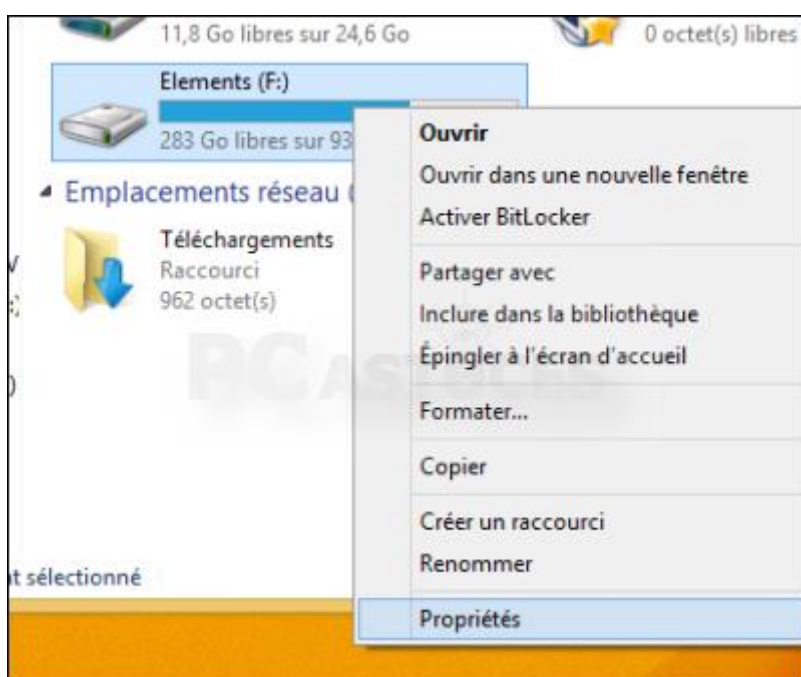 11,8 Go libres sur 24,6 Go
0 octet(s) libres
Elements (F:)
283 Go libres sur 93
Emplacements réseau (
Téléchargements
Raccourci
962 octet(s)
PC ASTUCES
Ouvrir
Ouvrir dans une nouvelle fenêtre
Activer BitLocker
Partager avec
Inclure dans la bibliothèque
Épingler à l'écran d'accueil
Formater...
Copier
Créer un raccourci
Renommer
Propriétés
t sélectionné